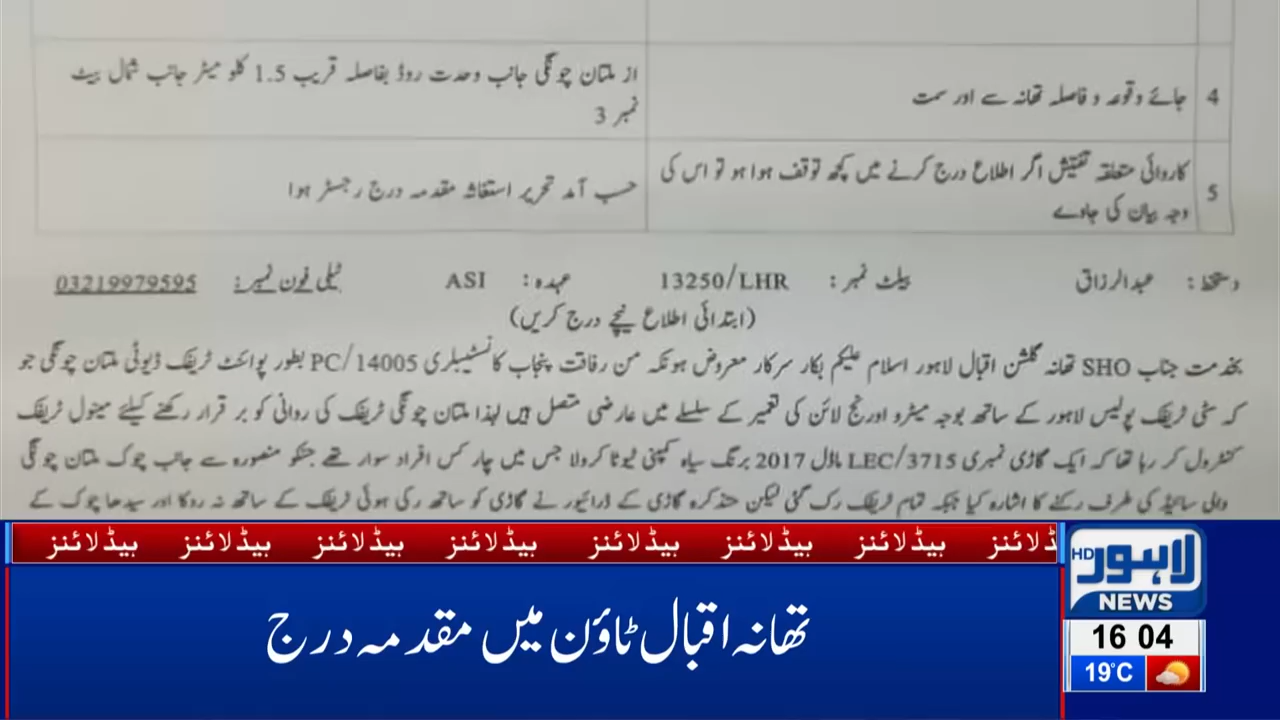 4 جائے وقوعہ و فاصلہ تھانہ سے اور سمت
از ملتان چونگی جانب وحدت روڈ بفاصلہ قریب 1.5 کلو میٹر جانب شمال بیٹ
نمبر 3
5 کاروائی متعلقہ تفتیش اگر اطلاع درج کرنے میں کچھ توقف ہوا ہو تو اس کی
وجہ بیان کی جاوے
حسب آمد تحریر استغاثہ مقدمہ درج رجسٹر ہوا
دستخط: عبدالرزاق بیلٹ نمبر: 13250/LHR عہدہ: ASI ٹیلی فون نمبر: 03219979595
(ابتدائی اطلاع نیچے درج کریں)
بخدمت جناب SHO تھانہ گلشن اقبال لاہور اسلام علیکم بکار سرکار معروض ہونکہ من رفاقت پنجاب کانسٹیبلری PC/14005 بطور پوائنٹ ٹریفک ڈیوٹی ملتان چونگی جو
کہ سٹی ٹریفک پولیس لاہور کے ساتھ بوجہ میٹرو اورنج لائن کی تعمیر کے سلسلے میں عارضی متصل ہیں لہذا ملتان چونگی ٹریفک کی روانی کو بر قرار رکھنے کیلئے مینول ٹریفک
کنٹرول کر رہا تھا کہ ایک گاڑی نمبری LEC/3715 ماڈل 2017 برنگ سیاہ کمپنی ٹیوٹا کرولا جس میں چار کس افراد سوار تھے جنکو منصورہ سے جانب چوک ملتان چونگی
والی سائیڈ کی طرف رکنے کا اشارہ کیا جبکہ تمام ٹریفک رک گئی لیکن متذکرہ گاڑی کے ڈرائیور نے گاڑی کو ساتھ رکی ہوئی ٹریفک کے ساتھ نہ روکا اور سیدھا چوک کے
ہیڈلائنز ہیڈلائنز ہیڈلائنز ہیڈلائنز ہیڈلائنز ہیڈلائنز ہیڈلائنز ڈلائنز
تھانہ اقبال ٹاؤن میں مقدمہ درج
HD لاہور
NEWS
16 04
19°C